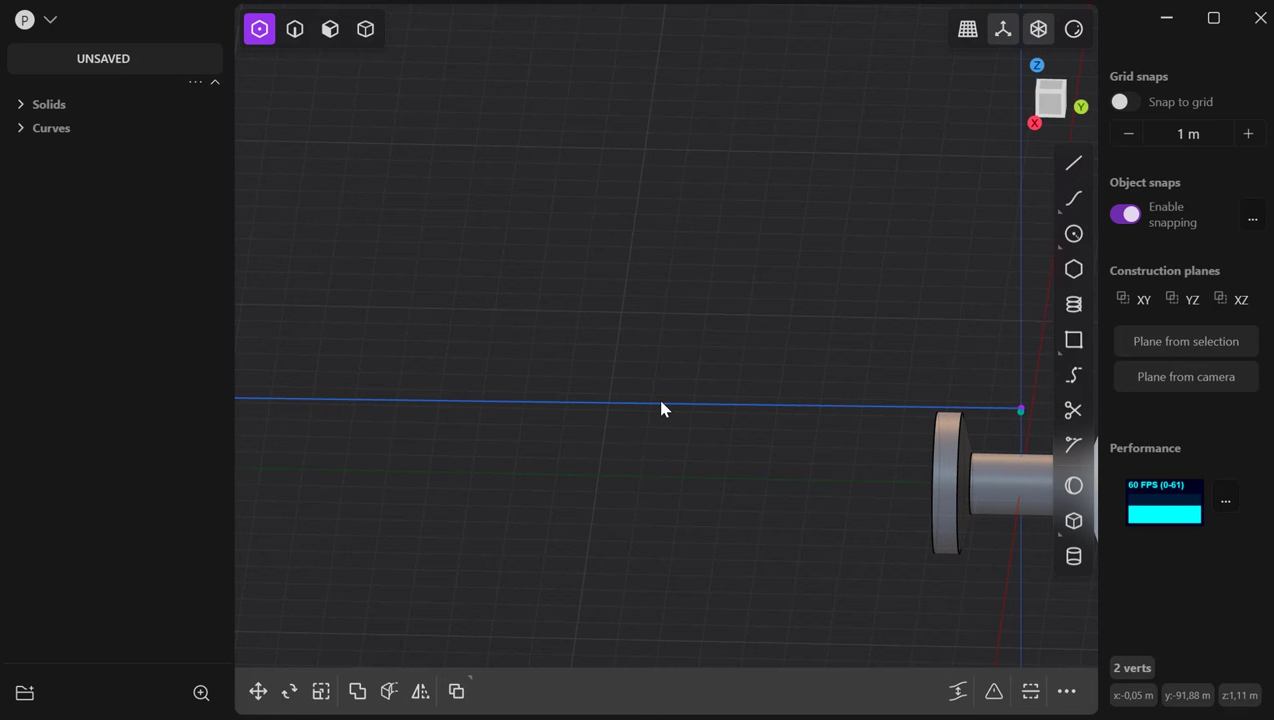 P
UNSAVED
Solids
Curves
Z
Y
X
Grid snaps
Snap to grid
1 m
Object snaps
Enable
snapping
...
Construction planes
XY YZ XZ
Plane from selection
Plane from camera
Performance
60 FPS (0-61)
...
2 verts
x:-0,05 m y:-91,88 m z:1,11 m